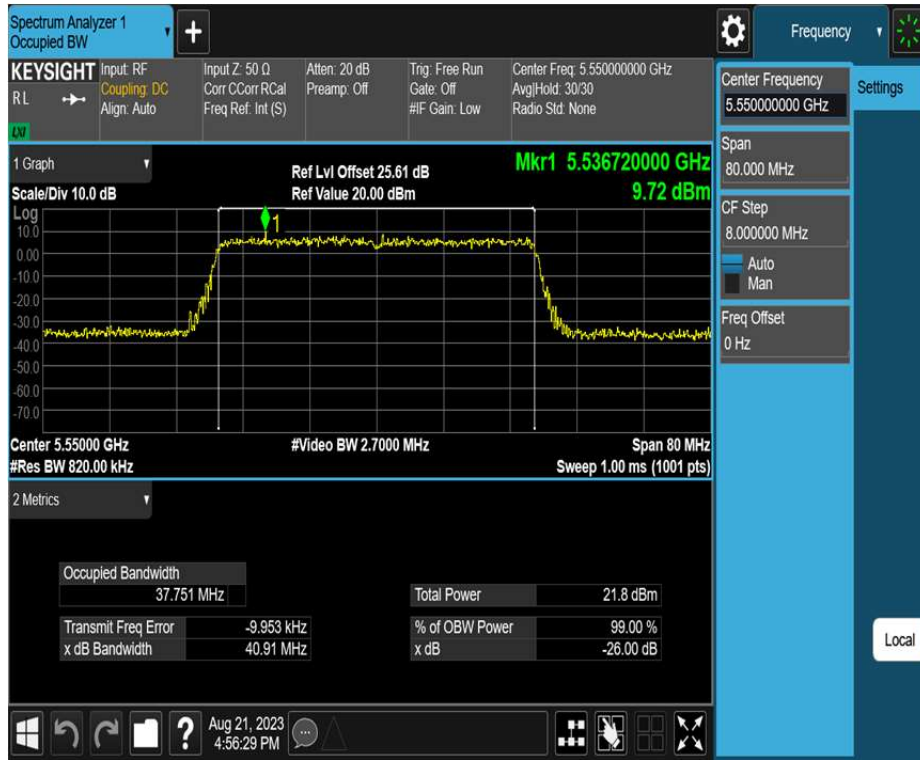 Spectrum Analyzer 1
Occupied BW
+
Frequency
KEYSIGHT
RL
LXI
Input: RF
Coupling: DC
Align: Auto
Input Z: 50 Ω
Corr CCorr RCal
Freq Ref: Int (S)
Atten: 20 dB
Preamp: Off
Trig: Free Run
Gate: Off
#IF Gain: Low
Center Freq: 5.550000000 GHz
Avg|Hold: 30/30
Radio Std: None
Center Frequency
5.550000000 GHz
Settings
Span
80.000 MHz
CF Step
8.000000 MHz
Auto
Man
Freq Offset
0 Hz
Local
1 Graph
Scale/Div 10.0 dB
Ref Lvl Offset 25.61 dB
Ref Value 20.00 dBm
Mkr1 5.536720000 GHz
9.72 dBm
Log
1
10.0
0.00
-10.0
-20.0
-30.0
-40.0
-50.0
-60.0
-70.0
Center 5.55000 GHz
#Res BW 820.00 kHz
#Video BW 2.7000 MHz
Span 80 MHz
Sweep 1.00 ms (1001 pts)
2 Metrics
Occupied Bandwidth
37.751 MHz
Transmit Freq Error -9.953 kHz
x dB Bandwidth 40.91 MHz
Total Power 21.8 dBm
% of OBW Power 99.00 %
x dB -26.00 dB
?
Aug 21, 2023
4:56:29 PM